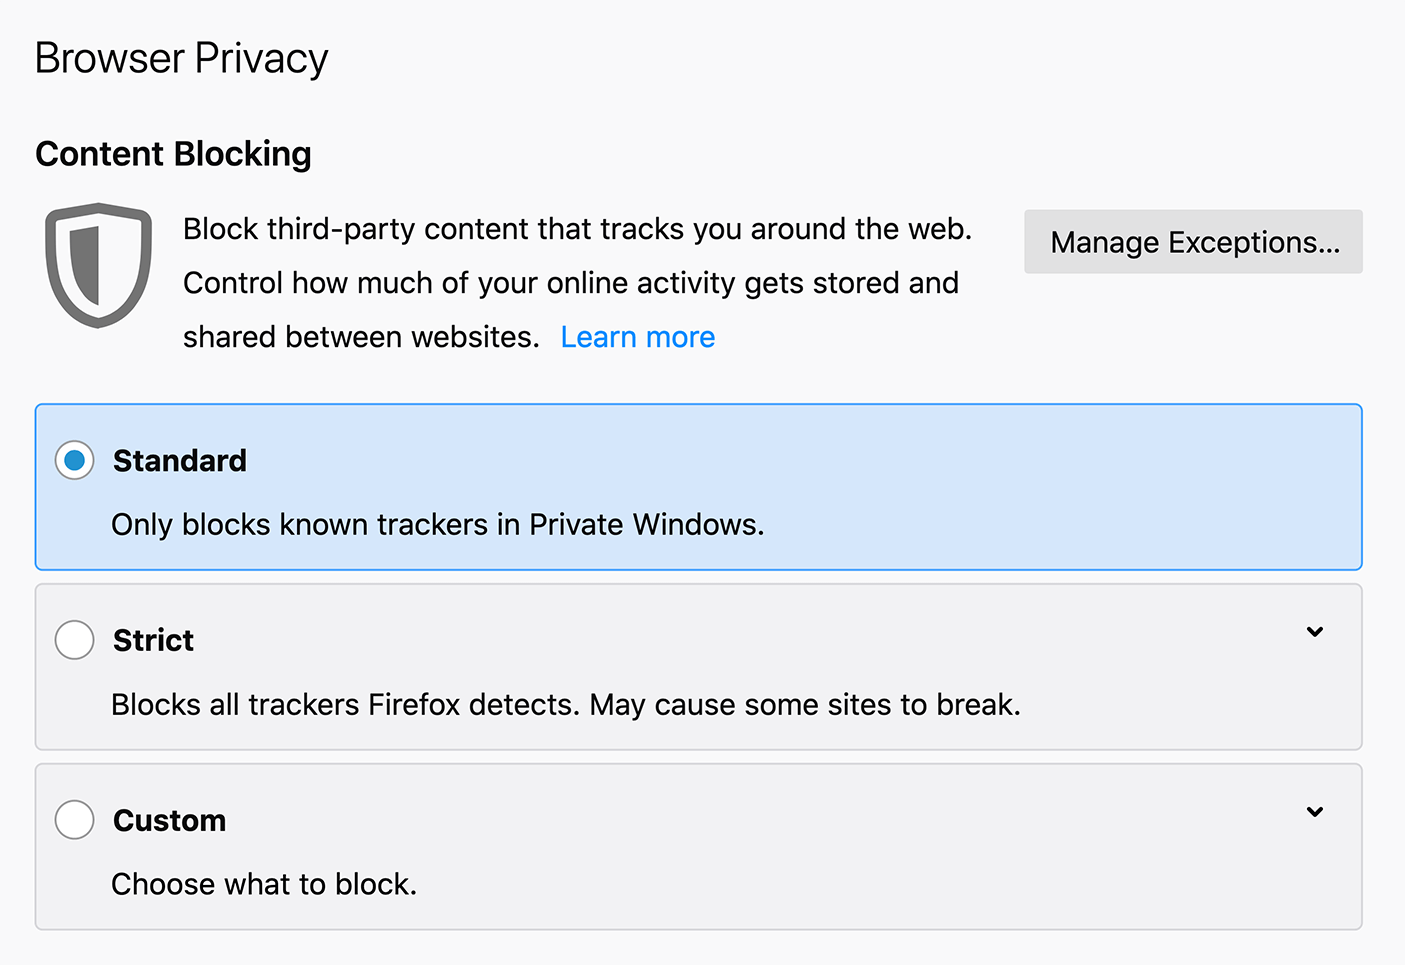 Browser Privacy
Content Blocking
Block third-party content that tracks you around the web.
Control how much of your online activity gets stored and
shared between websites. Learn more
Manage Exceptions...
Standard
Only blocks known trackers in Private Windows.
Strict
Blocks all trackers Firefox detects. May cause some sites to break.
Custom
Choose what to block.